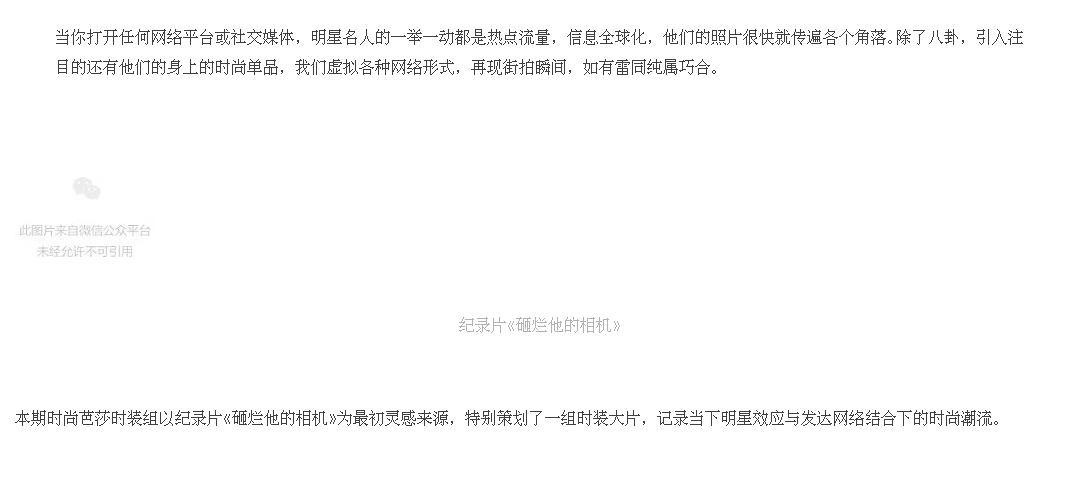 当你打开任何网络平台或社交媒体，明星名人的一举一动都是热点流量，信息全球化，他们的照片很快就传遍各个角落。除了八卦，引入注
目的还有他们的身上的时尚单品，我们虚拟各种网络形式，再现街拍瞬间，如有雷同纯属巧合。
此图片来自微信公众平台
未经允许不可引用
纪录片《砸烂他的相机》
本期时尚芭莎时装组以纪录片《砸烂他的相机》为最初灵感来源，特别策划了一组时装大片，记录当下明星效应与发达网络结合下的时尚潮流。